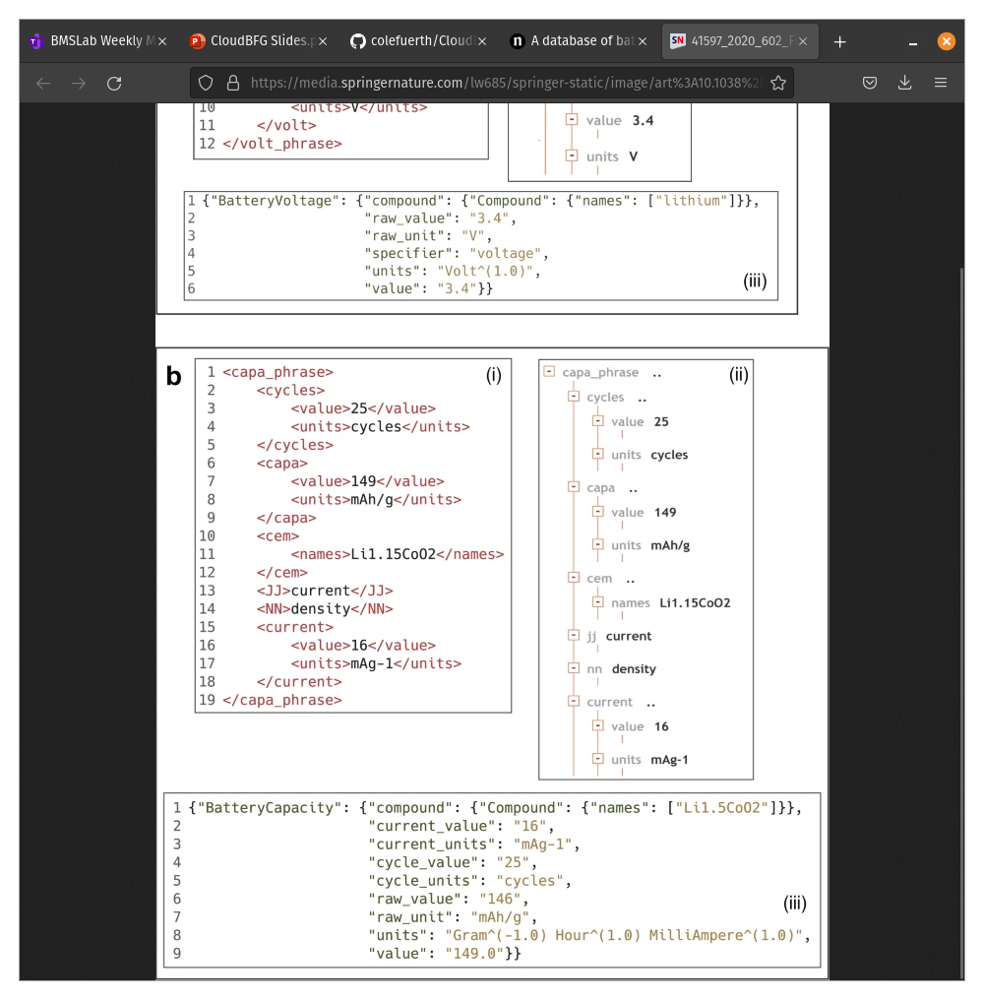 BMSLab Weekly M
CloudBFG Slides.p
colefuerth/Cloud
A database of bat
41597_2020_602_F
https://media.springernature.com/lw685/springer-static/image/art%3A10.1038%2
10 <units>V</units>
11 </volt>
12 </volt_phrase>
value 3.4
units V
1 {"BatteryVoltage": {"compound": {"Compound": {"names": ["lithium"]}},
2 "raw_value": "3.4",
3 "raw_unit": "V",
4 "specifier": "voltage",
5 "units": "Volt^(1.0)",
6 "value": "3.4"}}
(iii)
b
(i)
1 <capa_phrase>
2 <cycles>
3 <value>25</value>
4 <units>cycles</units>
5 </cycles>
6 <capa>
7 <value>149</value>
8 <units>mAh/g</units>
9 </capa>
10 <cem>
11 <names>Li1.15CoO2</names>
12 </cem>
13 <JJ>current</JJ>
14 <NN>density</NN>
15 <current>
16 <value>16</value>
17 <units>mAg-1</units>
18 </current>
19 </capa_phrase>
(ii)
capa_phrase ..
cycles ..
value 25
units cycles
capa ..
value 149
units mAh/g
cem ..
names Li1.15CoO2
jj current
nn density
current ..
value 16
units mAg-1
1 {"BatteryCapacity": {"compound": {"Compound": {"names": ["Li1.5CoO2"]}},
2 "current_value": "16",
3 "current_units": "mAg-1",
4 "cycle_value": "25",
5 "cycle_units": "cycles",
6 "raw_value": "146",
7 "raw_unit": "mAh/g",
8 "units": "Gram^(-1.0) Hour^(1.0) MilliAmpere^(1.0)",
9 "value": "149.0"}}
(iii)